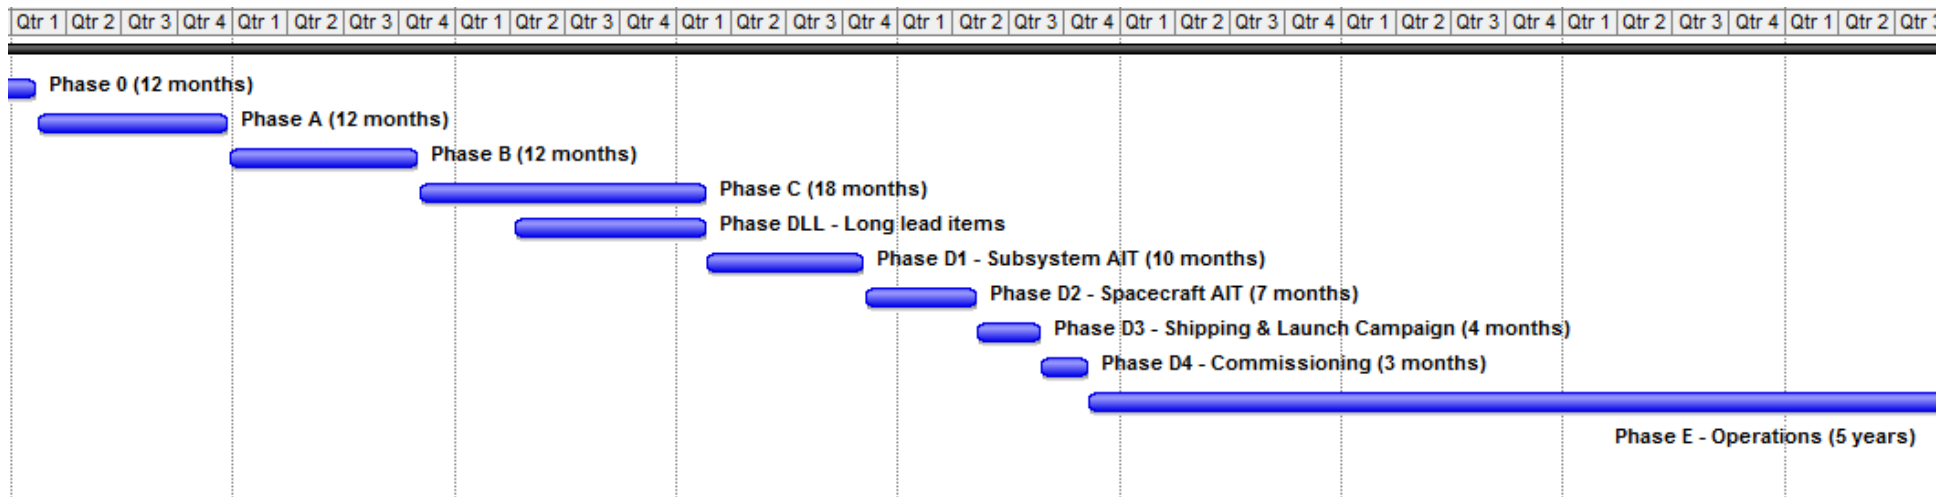 Qtr 1 Qtr 2 Qtr 3 Qtr 4 Qtr 1 Qtr 2 Qtr 3 Qtr 4 Qtr 1 Qtr 2 Qtr 3 Qtr 4 Qtr 1 Qtr 2 Qtr 3 Qtr 4 Qtr 1 Qtr 2 Qtr 3 Qtr 4 Qtr 1 Qtr 2 Qtr 3 Qtr 4 Qtr 1 Qtr 2 Qtr 3 Qtr 4 Qtr 1 Qtr 2 Qtr 3 Qtr 4 Qtr 1 Qtr 2 Qtr 3
Phase 0 (12 months)
Phase A (12 months)
Phase B (12 months)
Phase C (18 months)
Phase DLL - Long lead items
Phase D1 - Subsystem AIT (10 months)
Phase D2 - Spacecraft AIT (7 months)
Phase D3 - Shipping & Launch Campaign (4 months)
Phase D4 - Commissioning (3 months)
Phase E - Operations (5 years)